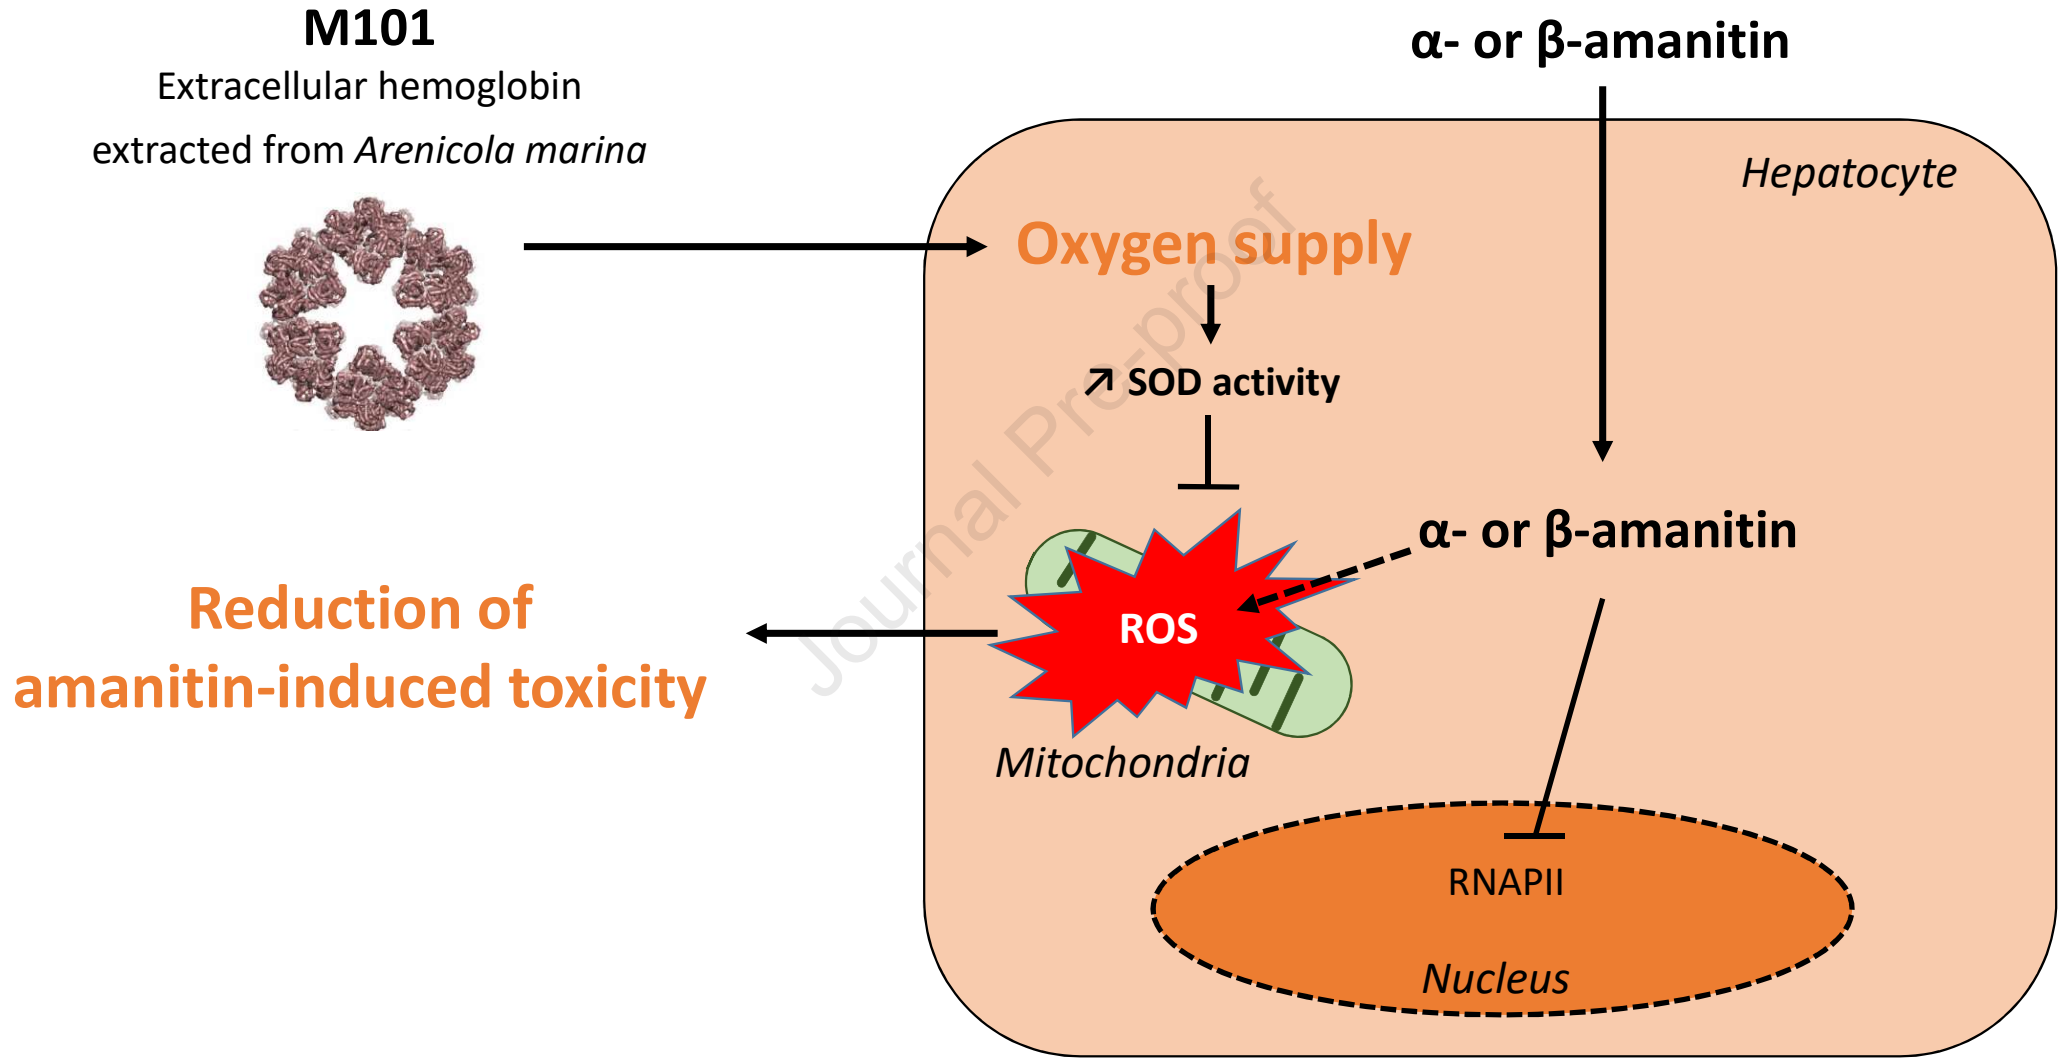 M101
Extracellular hemoglobin
extracted from Arenicola marina
α- or β-amanitin
Hepatocyte
Oxygen supply
↗ SOD activity
α- or β-amanitin
ROS
Mitochondria
Reduction of
amanitin-induced toxicity
RNAPII
Nucleus
Journal Pre-proof